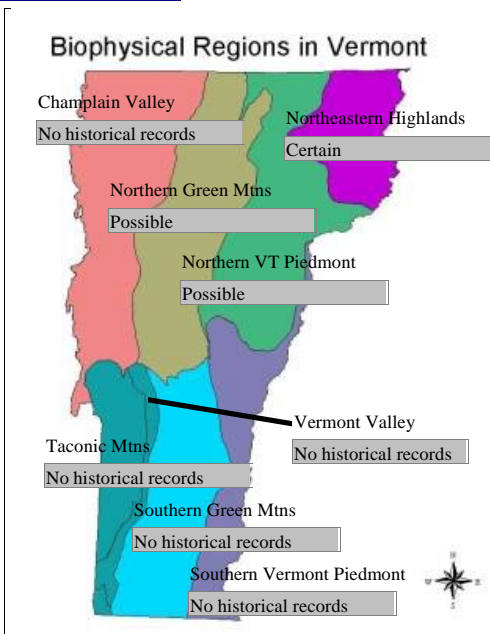 Biophysical Regions in Vermont
Champlain Valley
No historical records
Northeastern Highlands
Certain
Northern Green Mtns
Possible
Northern VT Piedmont
Possible
Vermont Valley
No historical records
Taconic Mtns
No historical records
Southern Green Mtns
No historical records
Southern Vermont Piedmont
No historical records
N
W
E
S